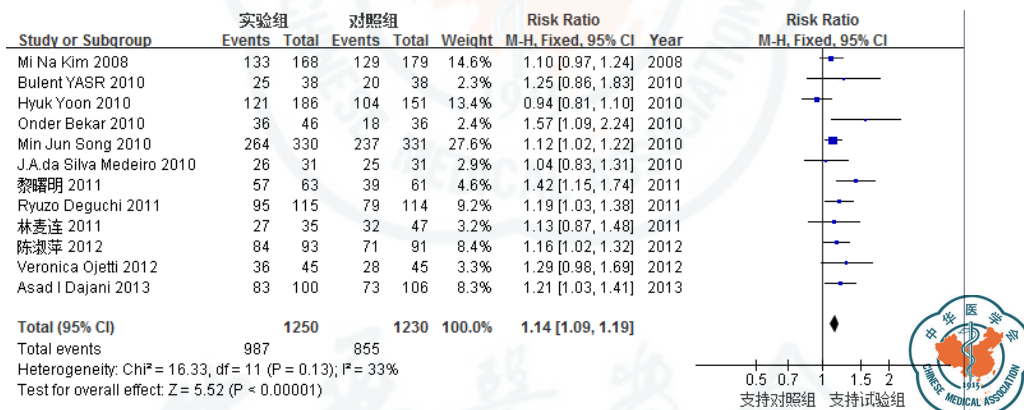 实验组 对照组 Risk Ratio Risk Ratio
Study or Subgroup Events Total Events Total Weight M-H, Fixed, 95% CI Year M-H, Fixed, 95% CI
Mi Na Kim 2008 133 168 129 179 14.6% 1.10 [0.97, 1.24] 2008
Bulent YASR 2010 25 38 20 38 2.3% 1.25 [0.86, 1.83] 2010
Hyuk Yoon 2010 121 186 104 151 13.4% 0.94 [0.81, 1.10] 2010
Onder Bekar 2010 36 46 18 36 2.4% 1.57 [1.09, 2.24] 2010
Min Jun Song 2010 264 330 237 331 27.6% 1.12 [1.02, 1.22] 2010
J.A.da Silva Medeiro 2010 26 31 25 31 2.9% 1.04 [0.83, 1.31] 2010
黎曙明 2011 57 63 39 61 4.6% 1.42 [1.15, 1.74] 2011
Ryuzo Deguchi 2011 95 115 79 114 9.2% 1.19 [1.03, 1.38] 2011
林麦连 2011 27 35 32 47 3.2% 1.13 [0.87, 1.48] 2011
陈淑萍 2012 84 93 71 91 8.4% 1.16 [1.02, 1.32] 2012
Veronica Ojetti 2012 36 45 28 45 3.3% 1.29 [0.98, 1.69] 2012
Asad I Dajani 2013 83 100 73 106 8.3% 1.21 [1.03, 1.41] 2013
Total (95% CI) 1250 1230 100.0% 1.14 [1.09, 1.19]
Total events 987 855
Heterogeneity: Chi² = 16.33, df = 11 (P = 0.13); I² = 33%
Test for overall effect: Z = 5.52 (P < 0.00001)
0.5 0.7 1 1.5 2
支持对照组 支持试验组
中华医学会
1915
CHINESE MEDICAL ASSOCIATION